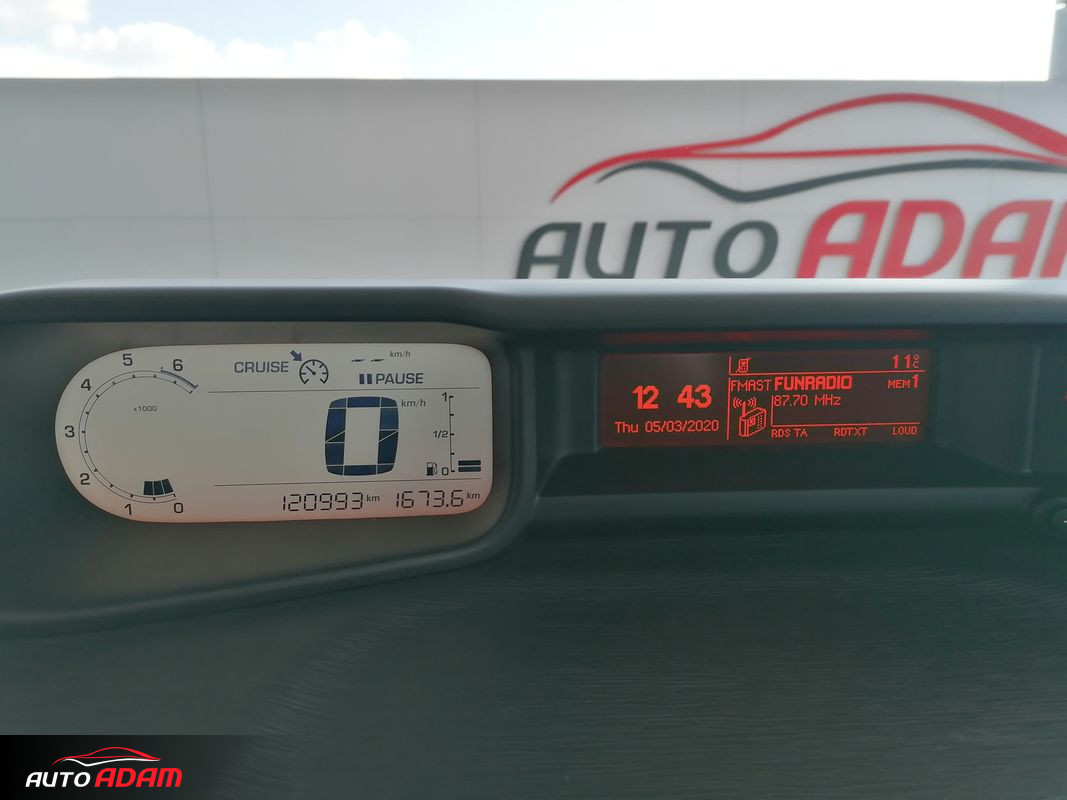 AUTO ADAM
CRUISE
km/h
PAUSE
0 km/h
1
1/2
0
6
5
4
3
2
1
0
x1000
120993 km 1673.6 km
12 43
Thu 05/03/2020
11°C
FMAST FUNRADIO MEM 1
87.70 MHz
RDS TA RDTXT LOUD
AUTO ADAM